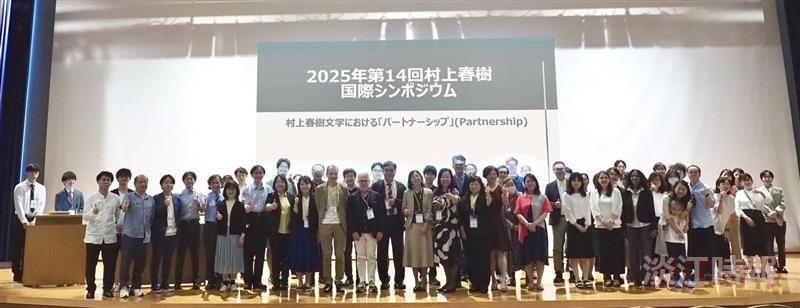 2025年第14回村上春樹
国際シンポジウム
村上春樹文学における「パートナーシップ」(Partnership)
淡江時報